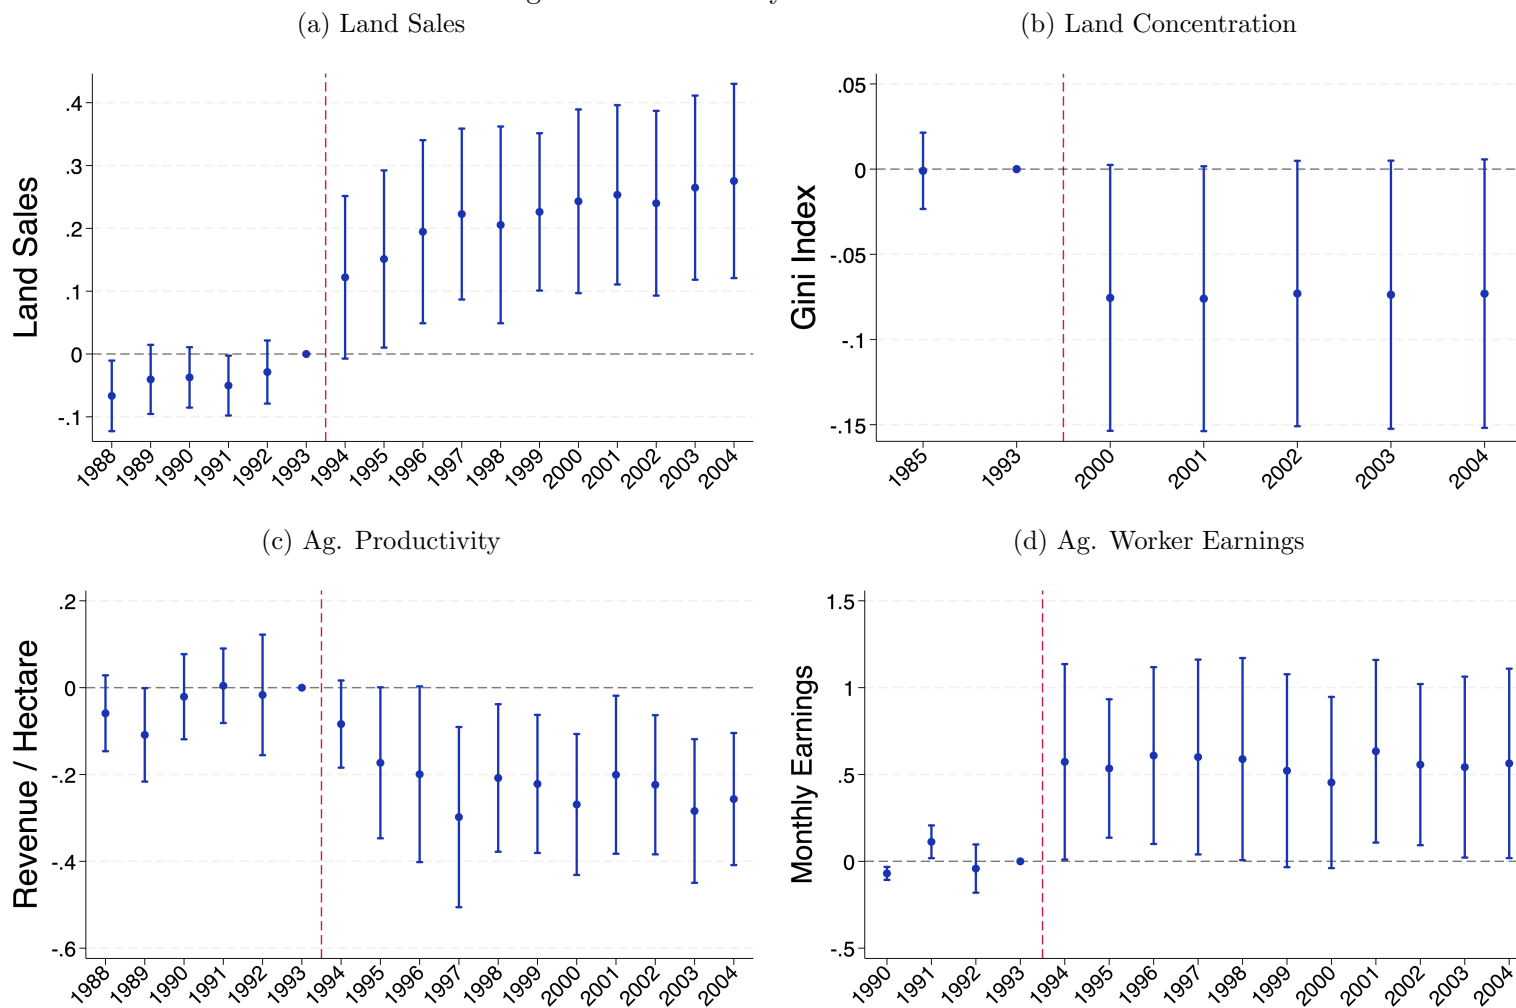 (a) Land Sales
Land Sales
.4
.3
.2
.1
0
-.1
1988 1989 1990 1991 1992 1993 1994 1995 1996 1997 1998 1999 2000 2001 2002 2003 2004
(b) Land Concentration
Gini Index
.05
0
-.05
-.1
-.15
1985 1993 2000 2001 2002 2003 2004
(c) Ag. Productivity
Revenue / Hectare
.2
0
-.2
-.4
-.6
1988 1989 1990 1991 1992 1993 1994 1995 1996 1997 1998 1999 2000 2001 2002 2003 2004
(d) Ag. Worker Earnings
Monthly Earnings
1.5
1
.5
0
-.5
1990 1991 1992 1993 1994 1995 1996 1997 1998 1999 2000 2001 2002 2003 2004